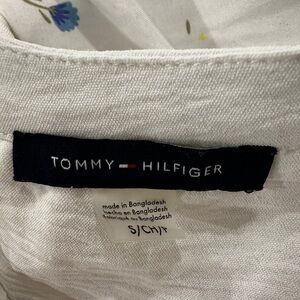 TOMMY HILFIGER
made in Bangladesh
hecho en Bangladesh
fabriqué au Bangladesh
S/CH/P